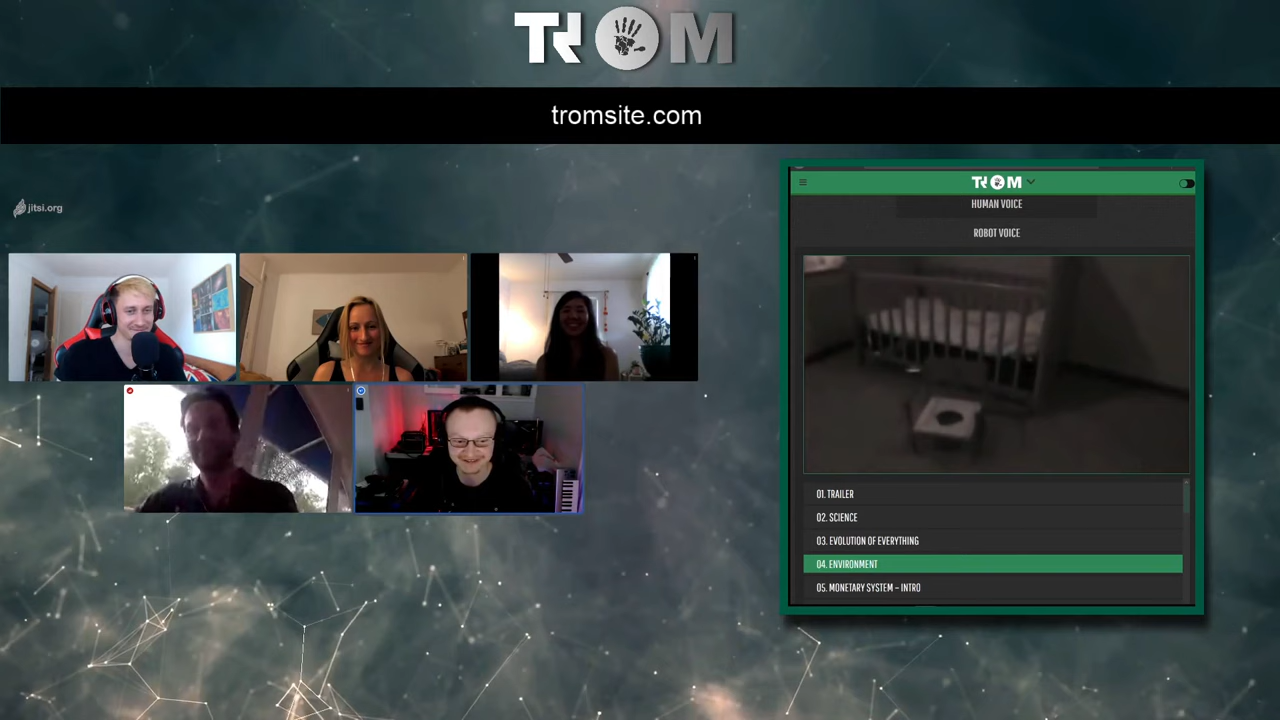 TROM
tromsite.com
jitsi.org
TROM
HUMAN VOICE
ROBOT VOICE
01. TRAILER
02. SCIENCE
03. EVOLUTION OF EVERYTHING
04. ENVIRONMENT
05. MONETARY SYSTEM – INTRO